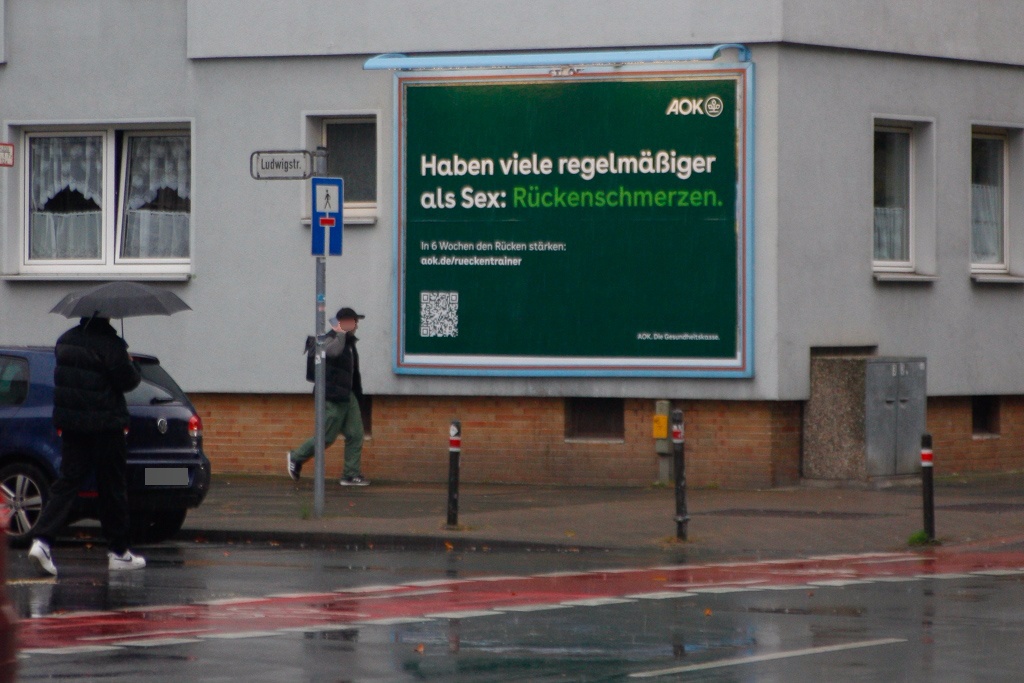 AOK
Haben viele regelmäßiger
als Sex: Rückenschmerzen.
In 6 Wochen den Rücken stärken:
aok.de/rueckentrainer
AOK. Die Gesundheitskasse.
Ludwigstr.